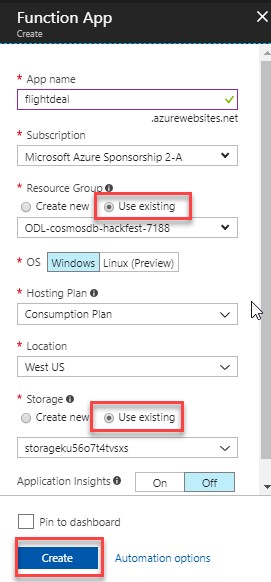 Function App
Create
* App name
flightdeal
.azurewebsites.net
* Subscription
Microsoft Azure Sponsorship 2-A
* Resource Group
Create new Use existing
ODL-cosmosdb-hackfest-7188
* OS Windows Linux (Preview)
* Hosting Plan
Consumption Plan
* Location
West US
* Storage
Create new Use existing
storageku56o7t4tvsxs
Application Insights On Off
Pin to dashboard
Create Automation options